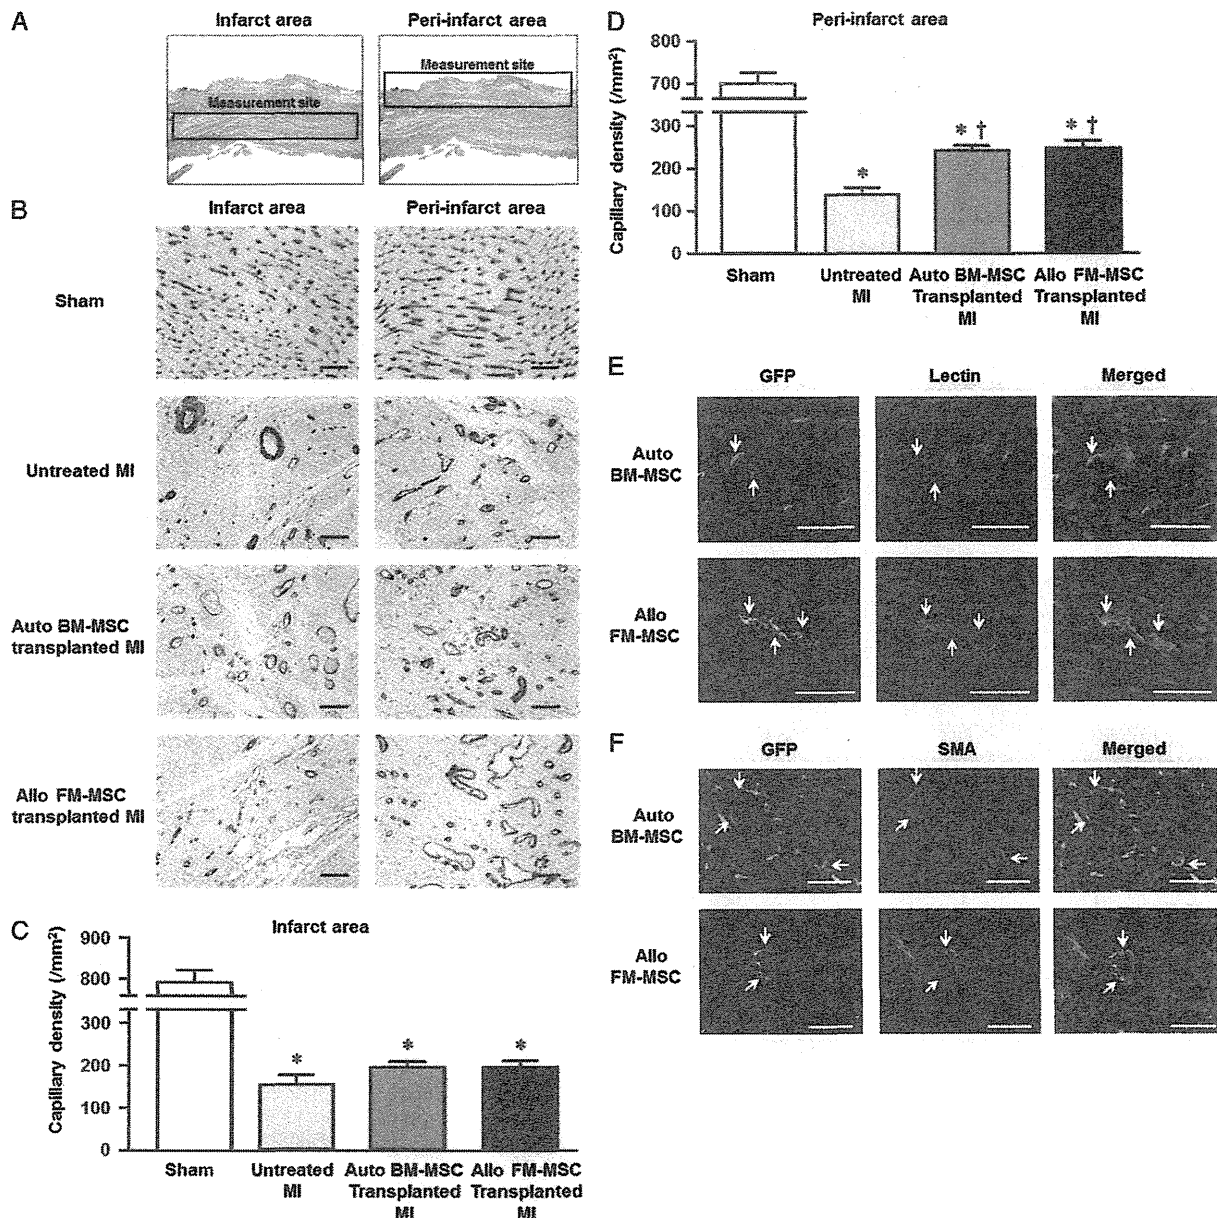 A
Infarct area
Peri-infarct area
Measurement site
Measurement site
B
Infarct area
Peri-infarct area
Sham
Untreated MI
Auto BM-MSC
transplanted MI
Allo FM-MSC
transplanted MI
C
Infarct area
Capillary density (/mm²)
900
800
300
200
100
0
*
*
*
Sham
Untreated
MI
Auto BM-MSC
Transplanted
MI
Allo FM-MSC
Transplanted
MI
D
Peri-infarct area
Capillary density (/mm²)
800
700
300
200
100
0
*
* †
* †
Sham
Untreated
MI
Auto BM-MSC
Transplanted
MI
Allo FM-MSC
Transplanted
MI
E
GFP
Lectin
Merged
Auto
BM-MSC
Allo
FM-MSC
F
GFP
SMA
Merged
Auto
BM-MSC
Allo
FM-MSC